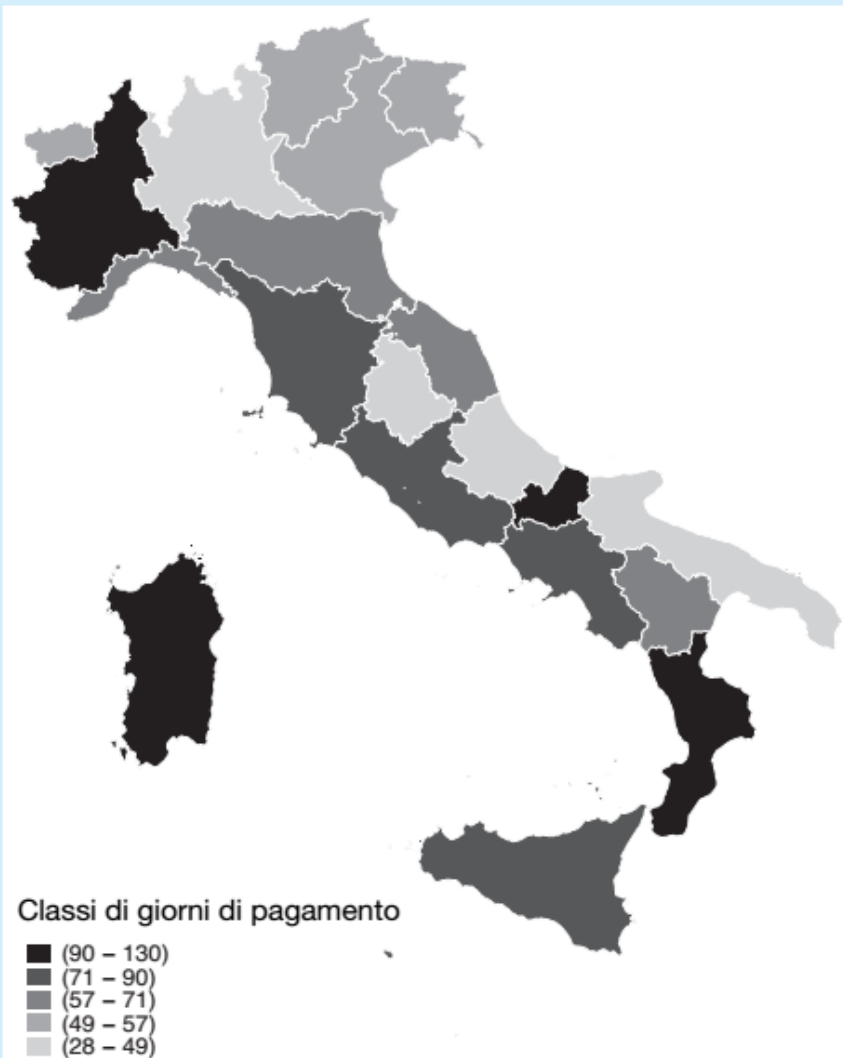 Classi di giorni di pagamento
(90 – 130)
(71 – 90)
(57 – 71)
(49 – 57)
(28 – 49)